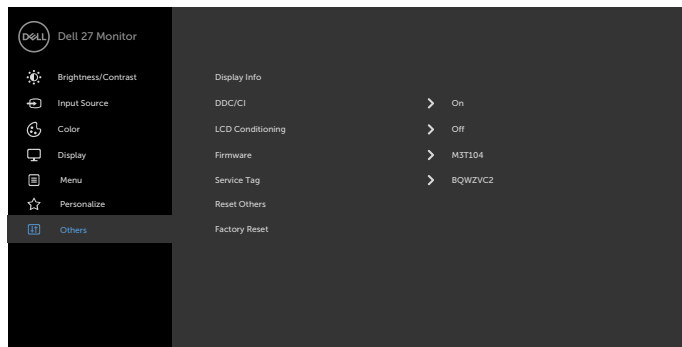 DELL Dell 27 Monitor
Brightness/Contrast Display Info
Input Source DDC/CI On
Color LCD Conditioning Off
Display Firmware M3T104
Menu Service Tag BQWZVC2
Personalize Reset Others
Others Factory Reset